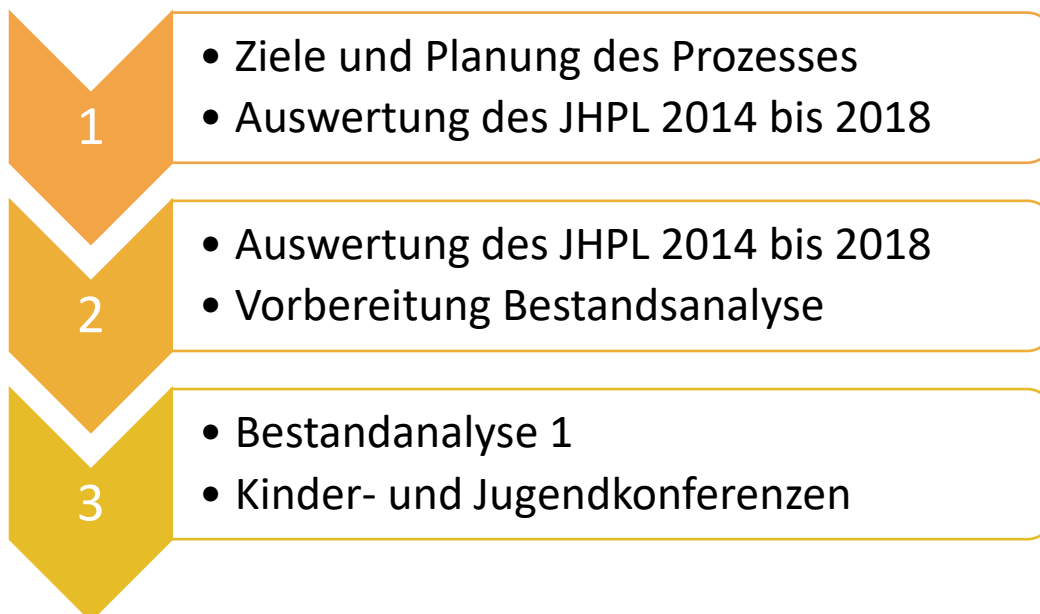 1
• Ziele und Planung des Prozesses
• Auswertung des JHPL 2014 bis 2018
2
• Auswertung des JHPL 2014 bis 2018
• Vorbereitung Bestandsanalyse
3
• Bestandanalyse 1
• Kinder- und Jugendkonferenzen